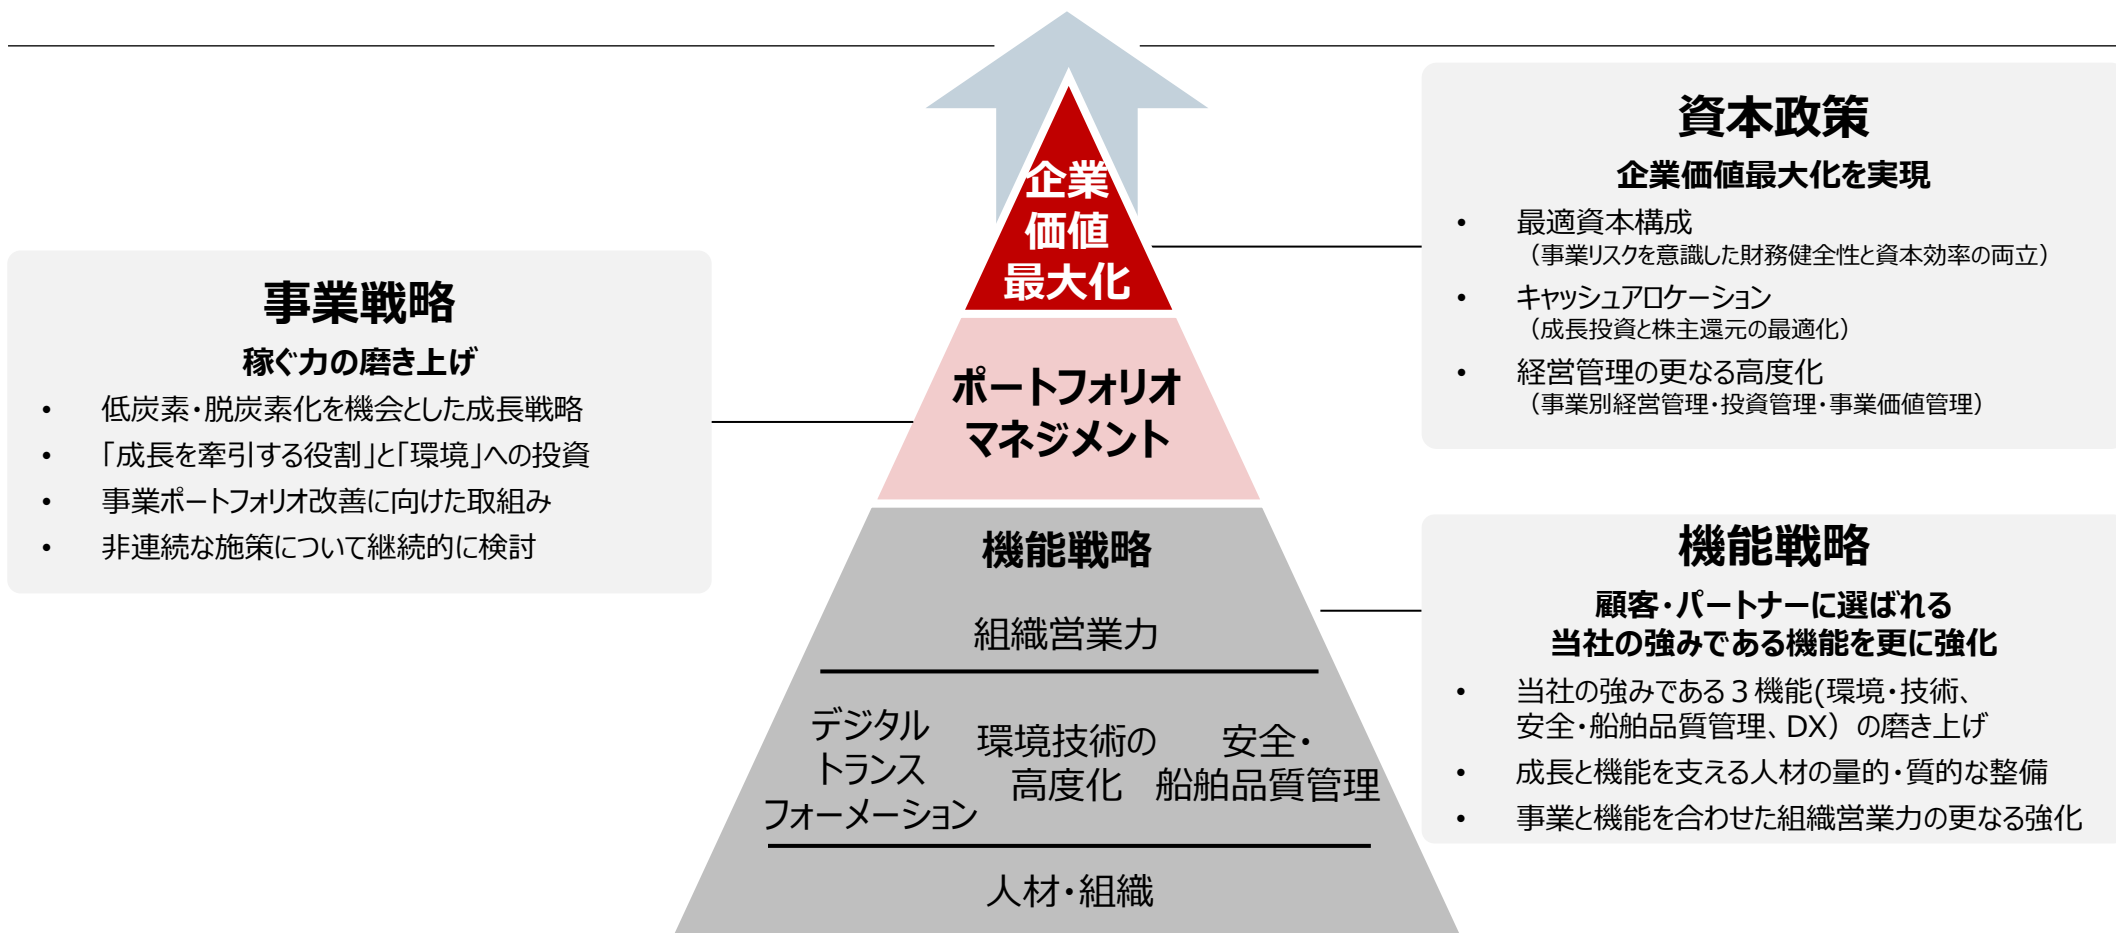 企業
価値
最大化
ポートフォリオ
マネジメント
機能戦略
組織営業力
デジタル
トランス
フォーメーション
環境技術の
高度化
安全・
船舶品質管理
人材・組織
事業戦略
稼ぐ力の磨き上げ
• 低炭素・脱炭素化を機会とした成長戦略
• 「成長を牽引する役割」と「環境」への投資
• 事業ポートフォリオ改善に向けた取組み
• 非連続な施策について継続的に検討
資本政策
企業価値最大化を実現
• 最適資本構成
（事業リスクを意識した財務健全性と資本効率の両立）
• キャッシュアロケーション
（成長投資と株主還元の最適化）
• 経営管理の更なる高度化
（事業別経営管理・投資管理・事業価値管理）
機能戦略
顧客・パートナーに選ばれる
当社の強みである機能を更に強化
• 当社の強みである３機能(環境・技術、
安全・船舶品質管理、DX）の磨き上げ
• 成長と機能を支える人材の量的・質的な整備
• 事業と機能を合わせた組織営業力の更なる強化